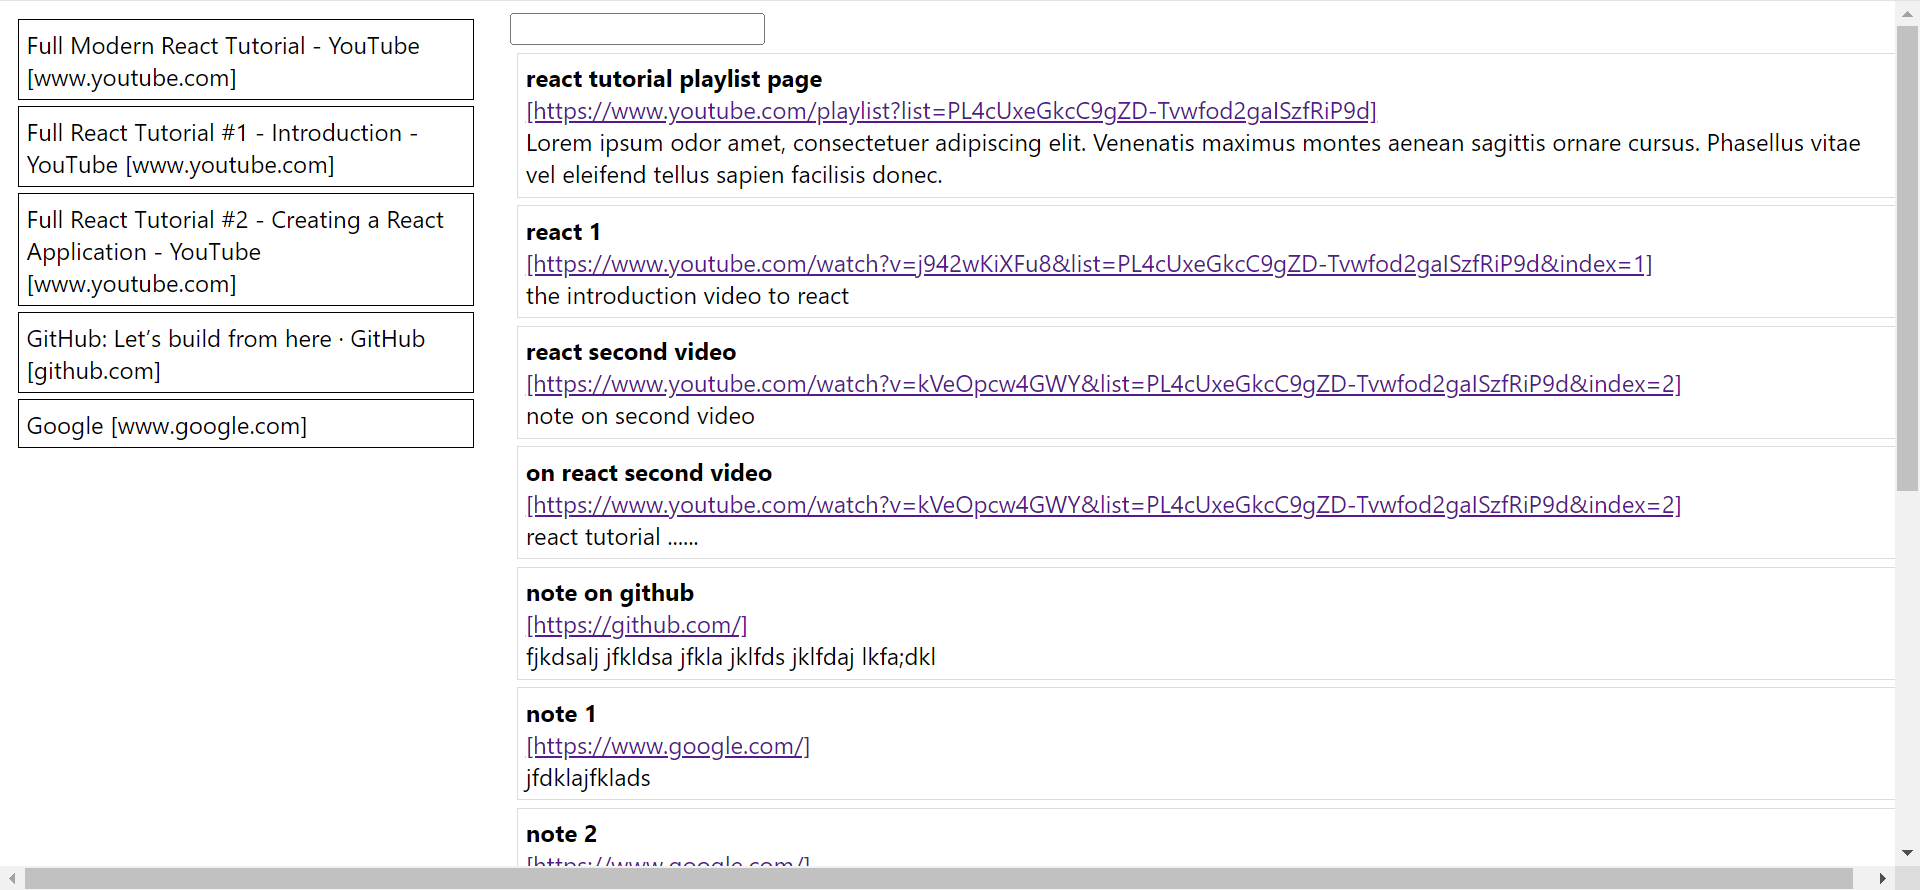 Full Modern React Tutorial - YouTube
[www.youtube.com]
Full React Tutorial #1 - Introduction -
YouTube [www.youtube.com]
Full React Tutorial #2 - Creating a React
Application - YouTube
[www.youtube.com]
GitHub: Let’s build from here · GitHub
[github.com]
Google [www.google.com]
react tutorial playlist page
[https://www.youtube.com/playlist?list=PL4cUxeGkcC9gZD-Tvwfod2gaISzfRiP9d]
Lorem ipsum odor amet, consectetuer adipiscing elit. Venenatis maximus montes aenean sagittis ornare cursus. Phasellus vitae
vel eleifend tellus sapien facilisis donec.
react 1
[https://www.youtube.com/watch?v=j942wKiXFu8&list=PL4cUxeGkcC9gZD-Tvwfod2gaISzfRiP9d&index=1]
the introduction video to react
react second video
[https://www.youtube.com/watch?v=kVeOpcw4GWY&list=PL4cUxeGkcC9gZD-Tvwfod2gaISzfRiP9d&index=2]
note on second video
on react second video
[https://www.youtube.com/watch?v=kVeOpcw4GWY&list=PL4cUxeGkcC9gZD-Tvwfod2gaISzfRiP9d&index=2]
react tutorial ......
note on github
[https://github.com/]
fjkdsalj jfkldsa jfkla jklfds jklfdaj lkfa;dkl
note 1
[https://www.google.com/]
jfdklajfklads
note 2
[https://www.google.com/]